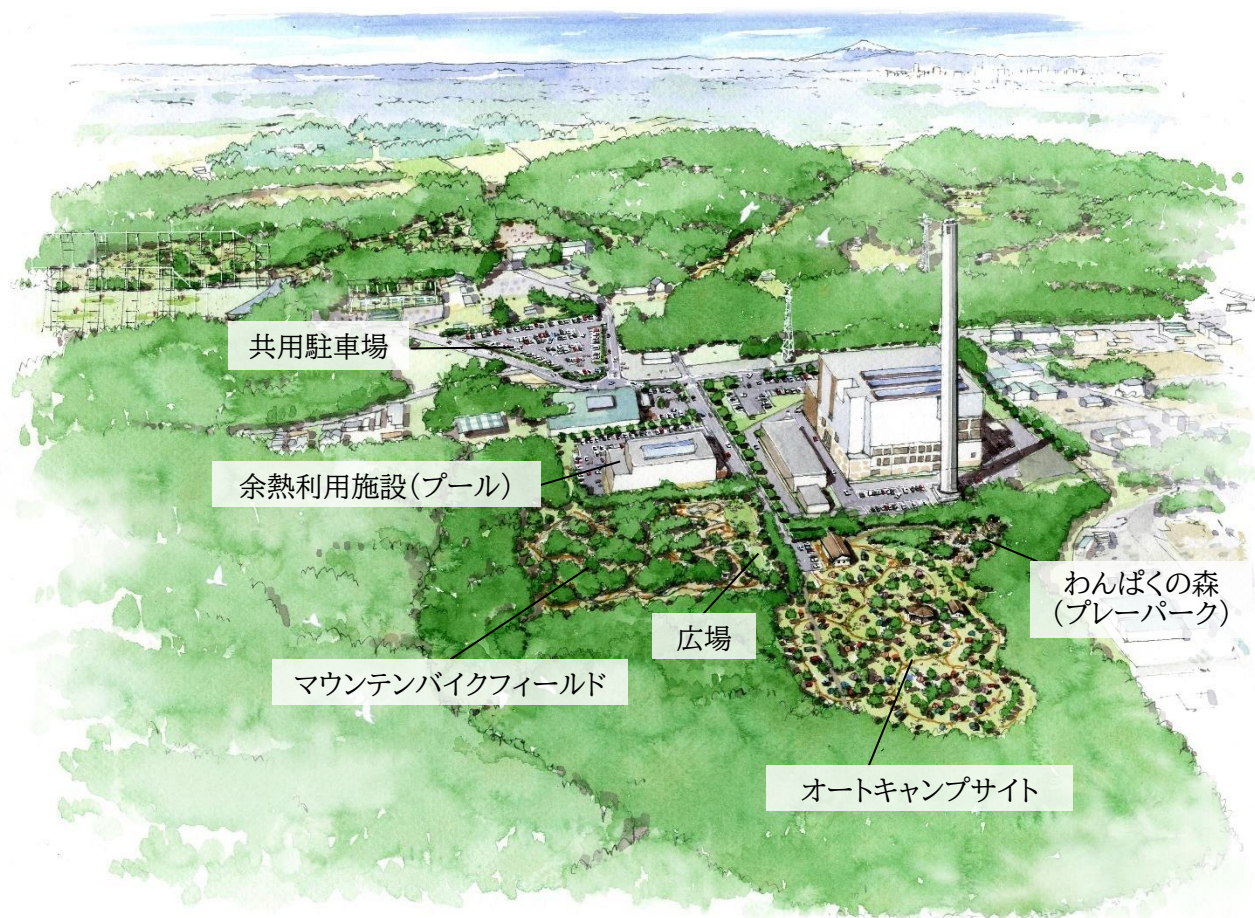 共用駐車場
余熱利用施設(プール)
わんぱくの森
(プレーパーク)
広場
マウンテンバイクフィールド
オートキャンプサイト